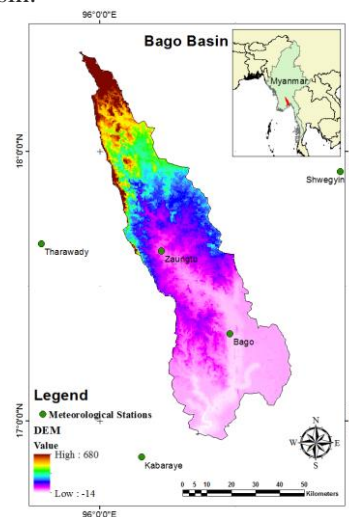 96°0'0"E
Bago Basin
Myanmar
18°0'0"N
Shwegyin
Tharawady
Zaungtu
Bago
Legend
Meteorological Stations
DEM
Value
High : 680
Low : -14
17°0'0"N
Kabaraye
N
W E
S
0 5 10 20 30 40 50
Kilometers
96°0'0"E